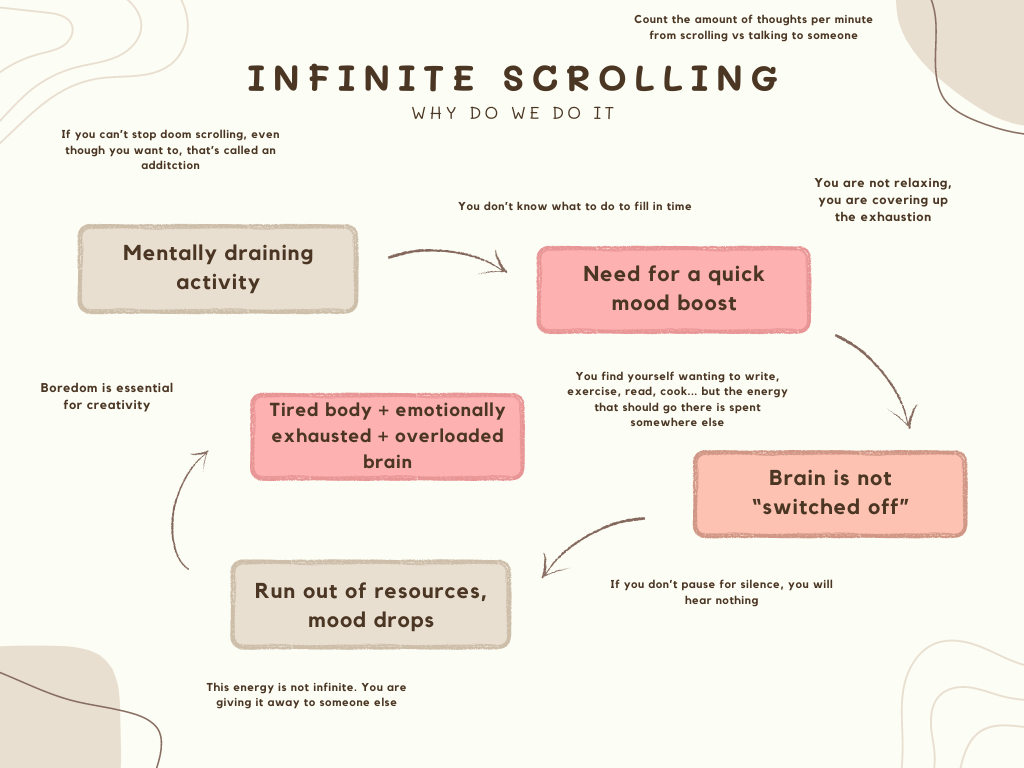 Count the amount of thoughts per minute
from scrolling vs talking to someone
INFINITE SCROLLING
WHY DO WE DO IT
If you can't stop doom scrolling, even
though you want to, that's called an
additction
You don't know what to do to fill in time
You are not relaxing,
you are covering up
the exhaustion
Mentally draining
activity
Need for a quick
mood boost
Boredom is essential
for creativity
Tired body + emotionally
exhausted + overloaded
brain
You find yourself wanting to write,
exercise, read, cook... but the energy
that should go there is spent
somewhere else
Brain is not
“switched off”
Run out of resources,
mood drops
If you don't pause for silence, you will
hear nothing
This energy is not infinite. You are
giving it away to someone else